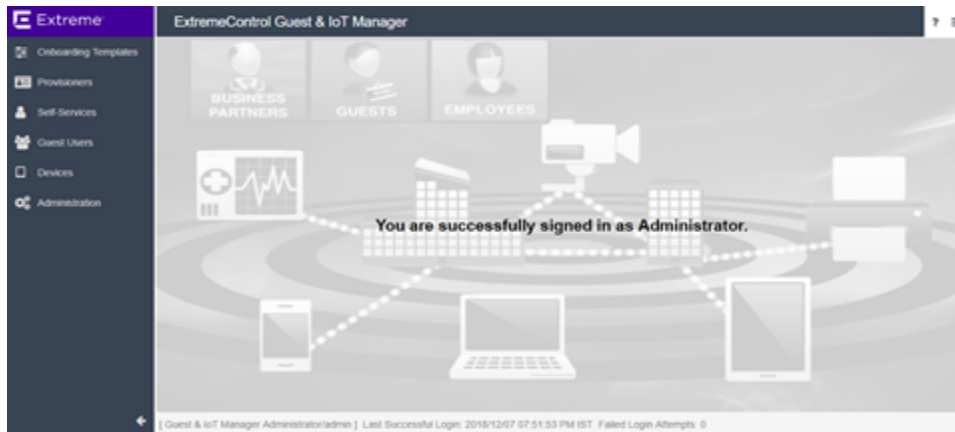 Extreme
ExtremeControl Guest & IoT Manager
?
Onboarding Templates
Provisioners
Self-Services
Guest Users
Devices
Administration
BUSINESS
PARTNERS
GUESTS
EMPLOYEES
You are successfully signed in as Administrator.
[ Guest & IoT Manager Administrator/admin ] Last Successful Login: 2018/12/07 07:51:53 PM IST Failed Login Attempts: 0